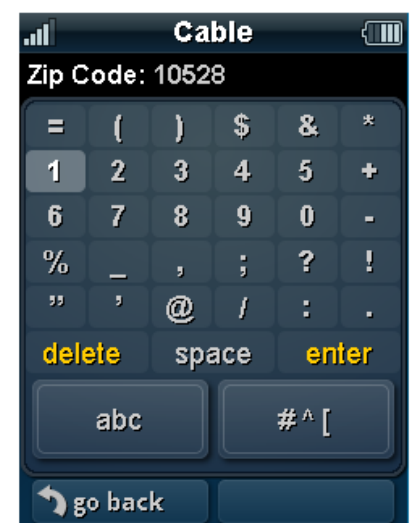 Cable
Zip Code: 10528
= ( ) $ & *
1 2 3 4 5 +
6 7 8 9 0 -
% _ , ; ? !
" ' @ / : .
delete space enter
abc #^[
go back